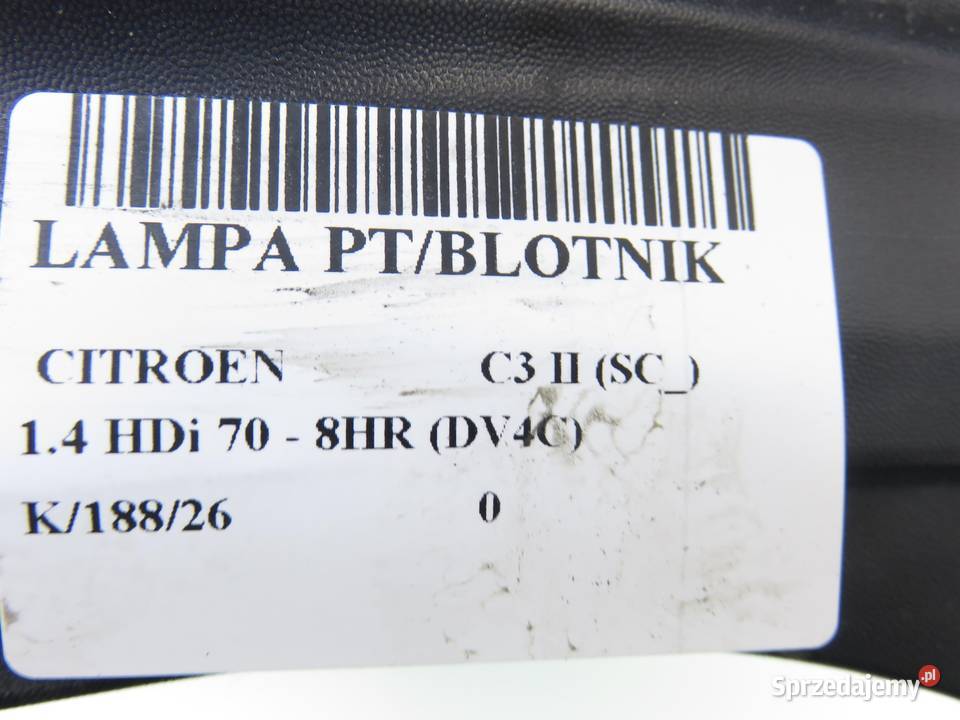 LAMPA PT/BLOTNIK
CITROEN C3 II (SC_)
1.4 HDi 70 - 8HR (DV4C)
K/188/26 0
Sprzedajemy.pl